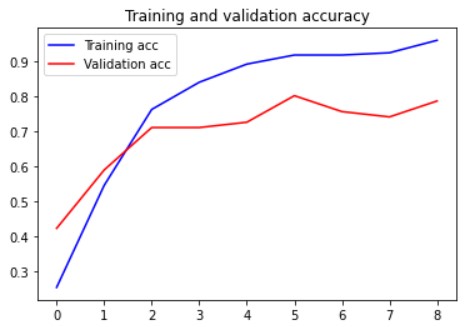 Training and validation accuracy
Training acc
Validation acc
0.9
0.8
0.7
0.6
0.5
0.4
0.3
0 1 2 3 4 5 6 7 8